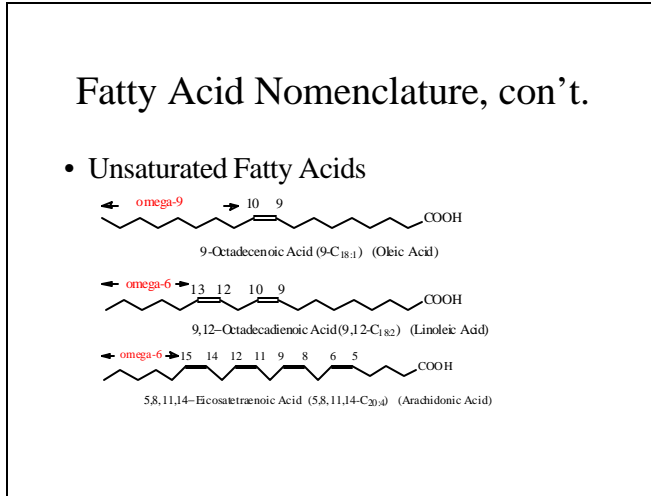 Fatty Acid Nomenclature, con't.
• Unsaturated Fatty Acids
omega-9 10 9
COOH
9-Octadecenoic Acid (9-C18:1) (Oleic Acid)
omega-6 13 12 10 9
COOH
9,12-Octadecadienoic Acid (9,12-C18:2) (Linoleic Acid)
omega-6 15 14 12 11 9 8 6 5
COOH
5,8,11,14-Eicosatetraenoic Acid (5,8,11,14-C20:4) (Arachidonic Acid)